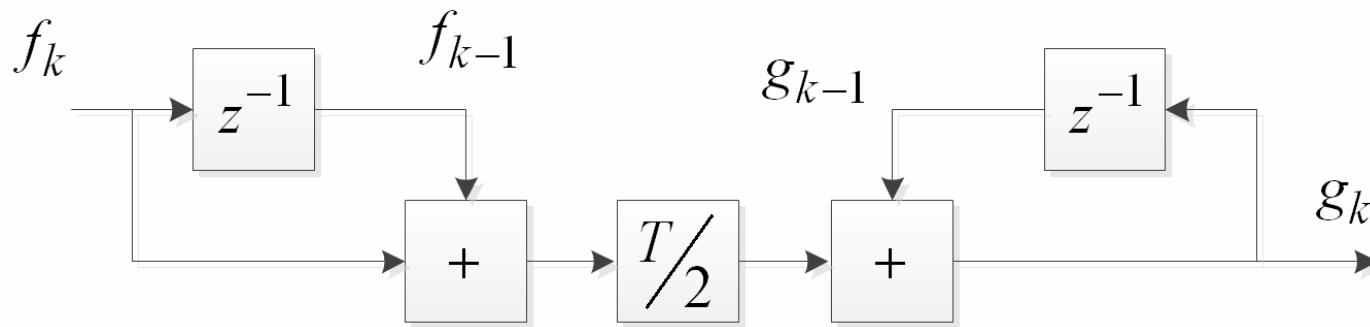 f_k
z^{-1}
f_{k-1}
g_{k-1}
z^{-1}
g_k
+
T/2
+